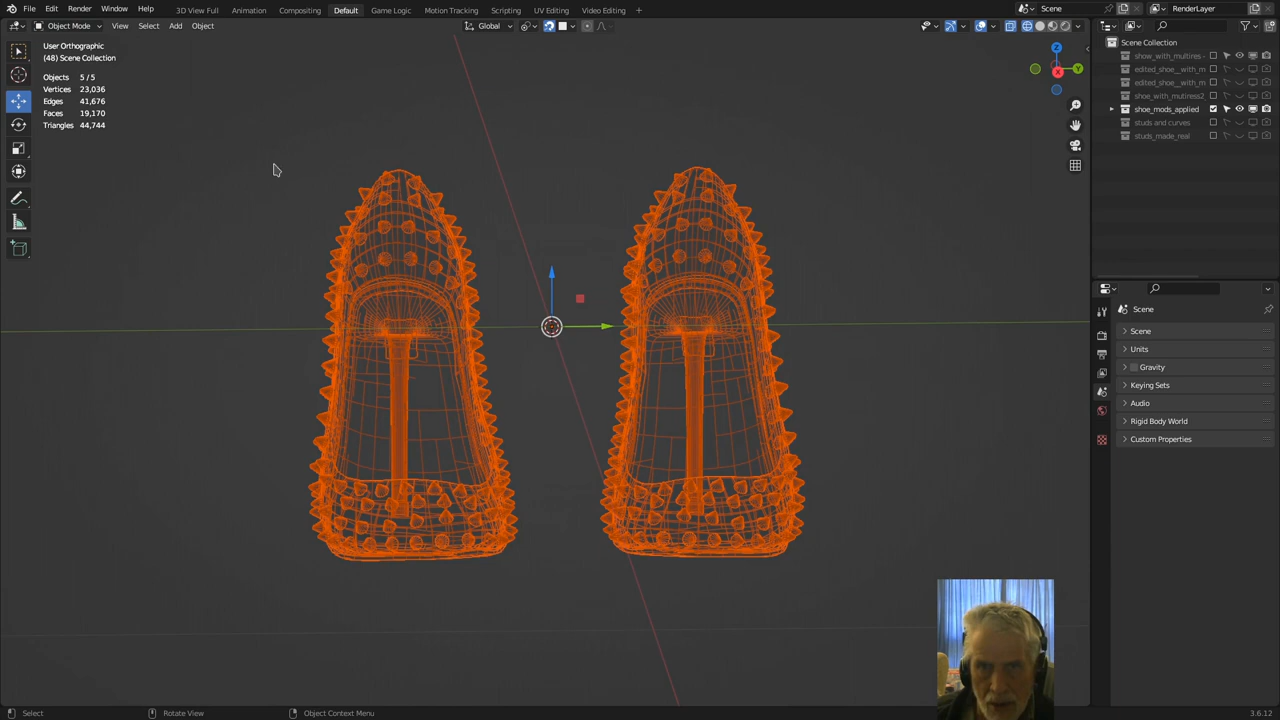 File Edit Render Window Help 3D View Full Animation Compositing Default Game Logic Motion Tracking Scripting UV Editing Video Editing + Scene RenderLayer
Object Mode View Select Add Object Global
User Orthographic
(48) Scene Collection
Objects 5/5
Vertices 23,036
Edges 41,676
Faces 19,170
Triangles 44,744
Z
Y
X
Scene Collection
show_with_multires -
edited_shoe__with_m
edited_shoe__with_m
shoe_with_mutiress2
shoe_mods_applied
studs and curves
studs_made_real
Scene
Scene
Units
Gravity
Keying Sets
Audio
Rigid Body World
Custom Properties
Select Rotate View Object Context Menu 3.6.12